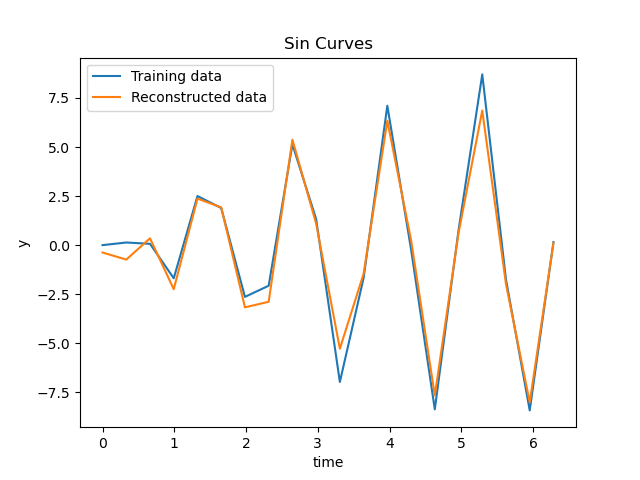 Sin Curves
Training data
Reconstructed data
7.5
5.0
2.5
0.0
−2.5
−5.0
−7.5
y
0 1 2 3 4 5 6
time